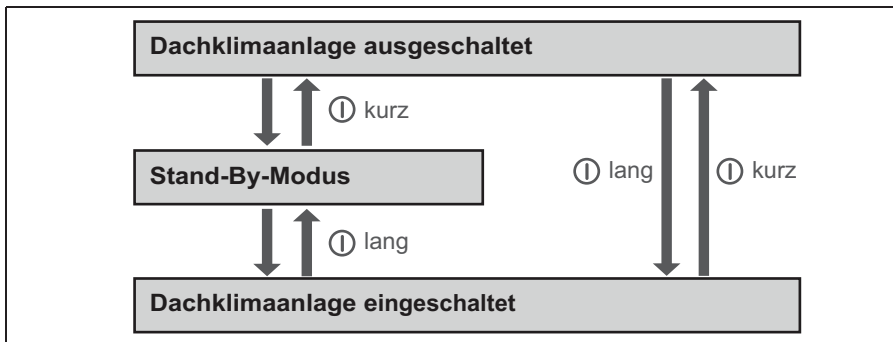 Dachklimaanlage ausgeschaltet
kurz
Stand-By-Modus
lang
kurz
lang
Dachklimaanlage eingeschaltet